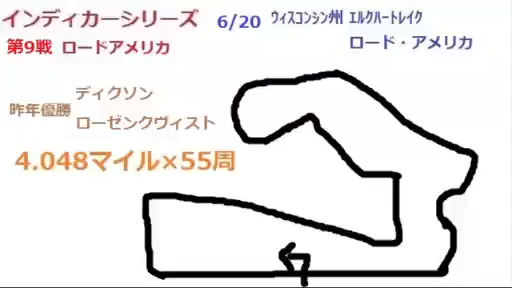 インディカーシリーズ 6/20 ｳｨｽｺﾝｼﾝ州 ｴﾙｸﾊｰﾄﾚｲｸ
第9戦 ロードアメリカ ロード・アメリカ
ディクソン
昨年優勝
ローゼンクヴィスト
4.048マイル×55周